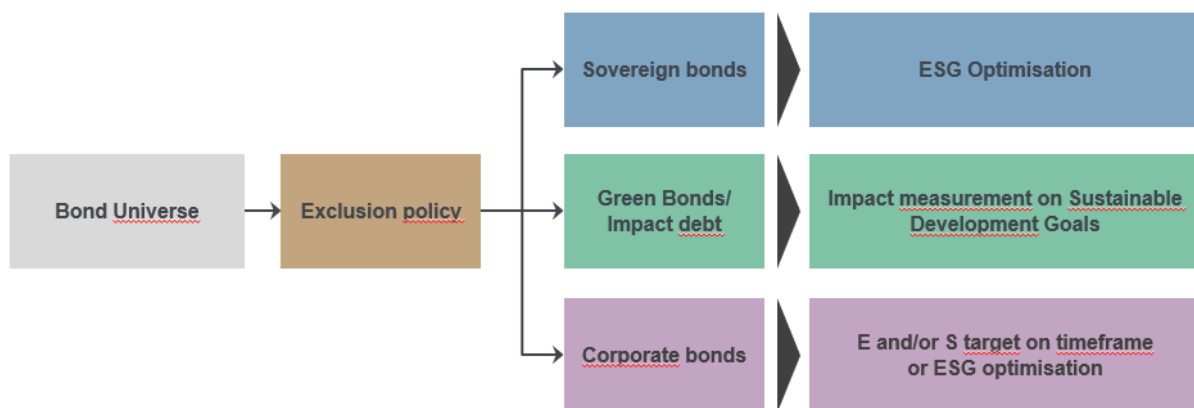 Sovereign bonds
ESG Optimisation
Bond Universe
Exclusion policy
Green Bonds/
Impact debt
Impact measurement on Sustainable
Development Goals
Corporate bonds
E and/or S target on timeframe
or ESG optimisation